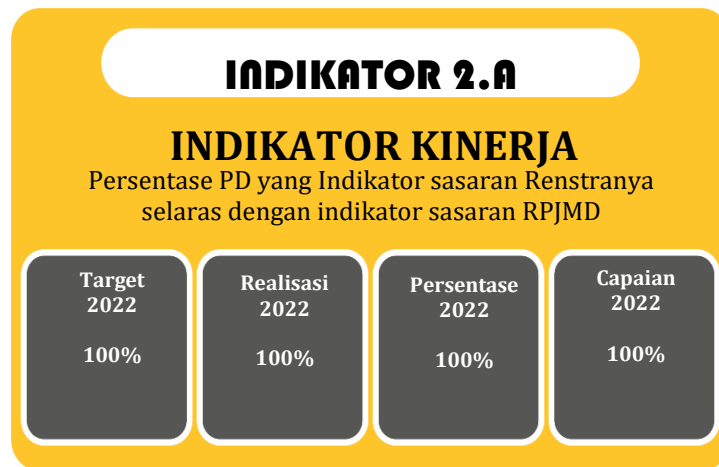 INDIKATOR 2.A
INDIKATOR KINERJA
Persentase PD yang Indikator sasaran Renstranya
selaras dengan indikator sasaran RPJMD
Target
2022
100%
Realisasi
2022
100%
Persentase
2022
100%
Capaian
2022
100%